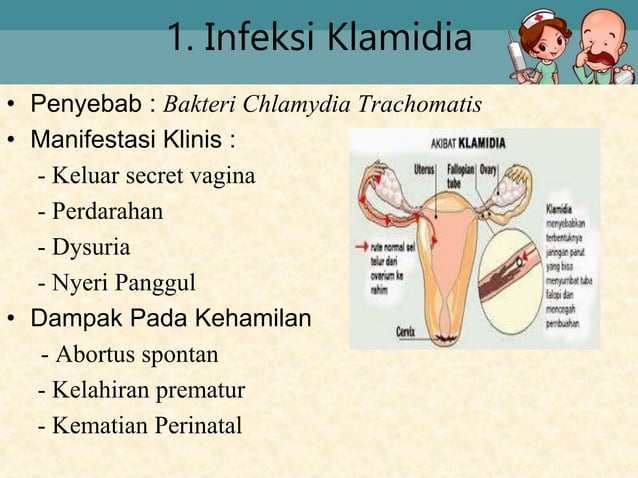 1. Infeksi Klamidia
• Penyebab : Bakteri Chlamydia Trachomatis
• Manifestasi Klinis :
- Keluar secret vagina
- Perdarahan
- Dysuria
- Nyeri Panggul
• Dampak Pada Kehamilan
- Abortus spontan
- Kelahiran prematur
- Kematian Perinatal
AKIBAT KLAMIDIA
Uterus
Fallopian
tube
Ovary
rute normal sel
telur dari
ovarium ke
rahim
Cervix
Klamidia
menyebabkan
terbentuknya
jaringan parut
yang bisa
menyumbat tuba
falopi dan
mencegah
pembuahan